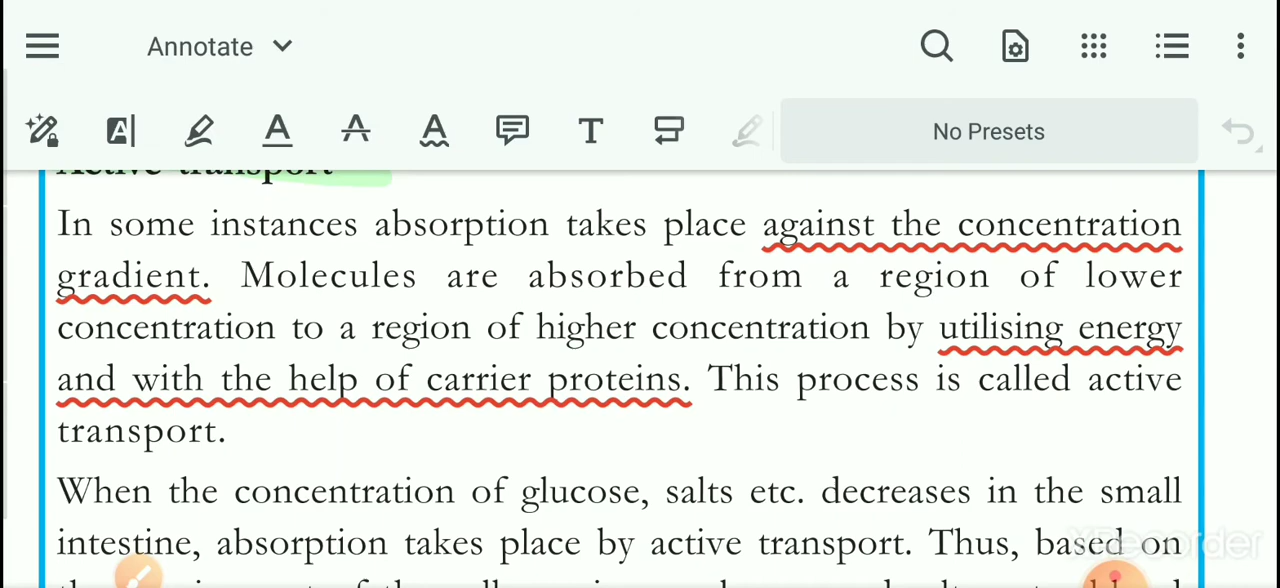 Annotate
No Presets
Active transport
In some instances absorption takes place against the concentration
gradient. Molecules are absorbed from a region of lower
concentration to a region of higher concentration by utilising energy
and with the help of carrier proteins. This process is called active
transport.
When the concentration of glucose, salts etc. decreases in the small
intestine, absorption takes place by active transport. Thus, based on
XRecorder